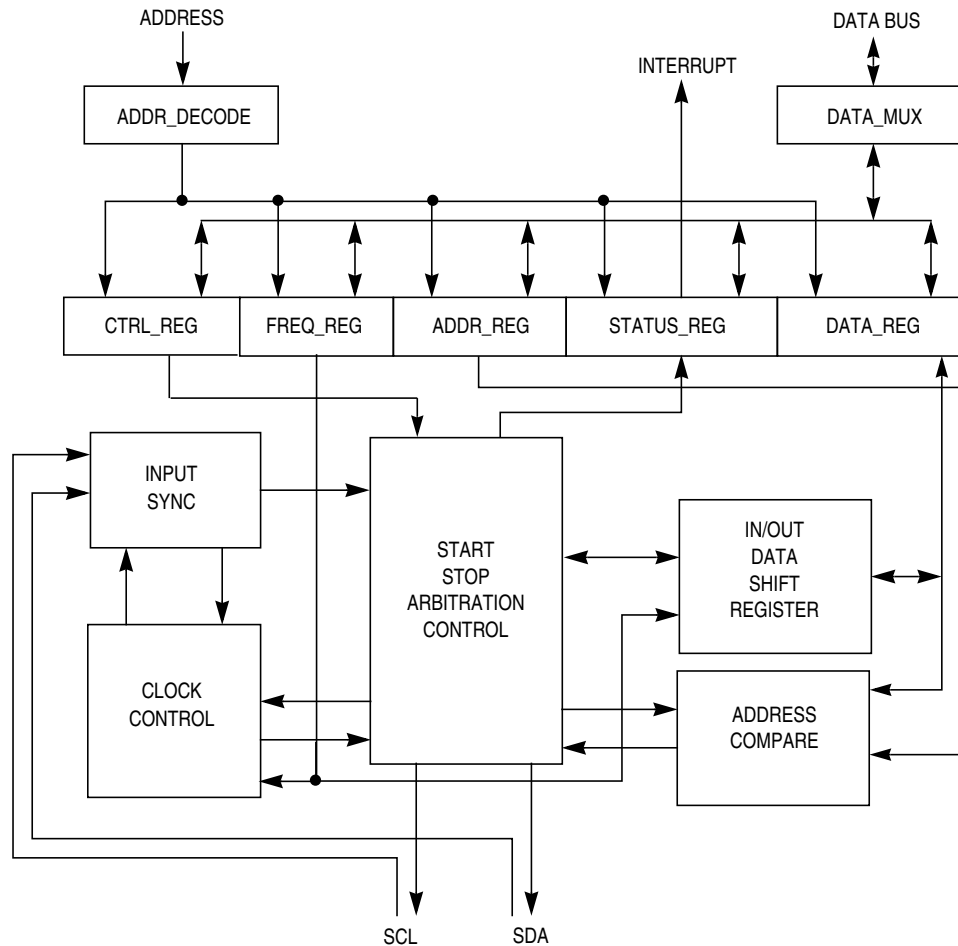 ADDRESS
DATA BUS
INTERRUPT
ADDR_DECODE
DATA_MUX
CTRL_REG
FREQ_REG
ADDR_REG
STATUS_REG
DATA_REG
INPUT
SYNC
START
STOP
ARBITRATION
CONTROL
IN/OUT
DATA
SHIFT
REGISTER
CLOCK
CONTROL
ADDRESS
COMPARE
SCL
SDA